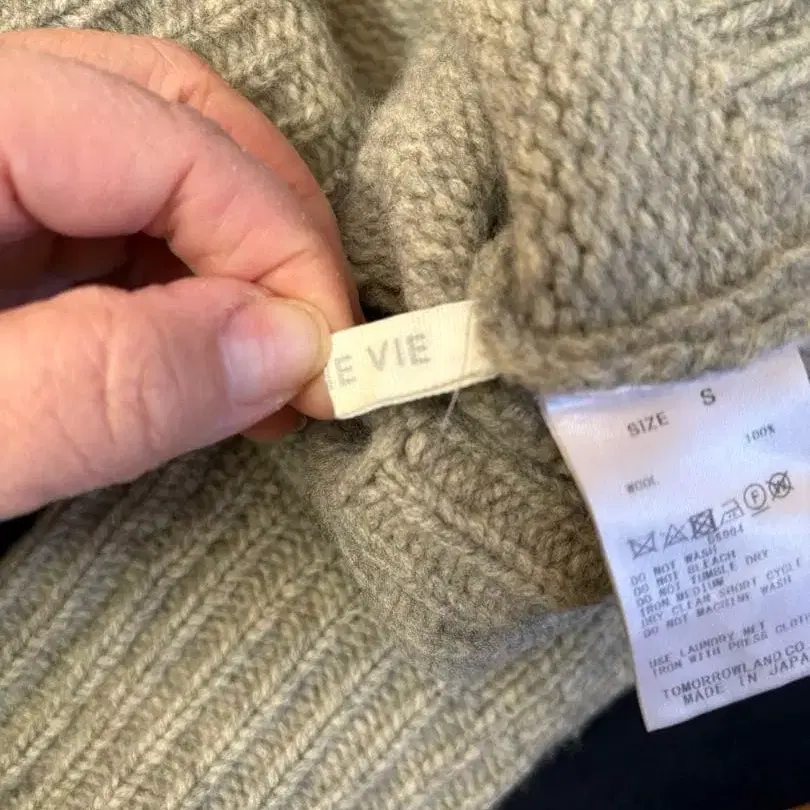 E VIE
SIZE S
100%
WOOL
F W
DO NOT WASH
DO NOT BLEACH
DO NOT TUMBLE DRY
IRON MEDIUM
DRY CLEAN SHORT CYCLE
DO NOT MACHINE WASH
USE LAUNDRY NET
IRON WITH PRESS CLOTH
TOMORROWLAND CO.
MADE IN JAPA